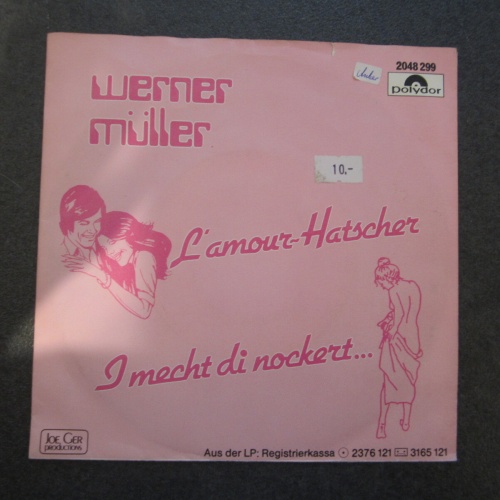 2048 299
polydor
werner
müller
10.-
L'amour-Hatscher
I mecht di nockert...
JOE GER
PRODUCTIONS
Aus der LP: Registrierkassa 2376 121 3165 121